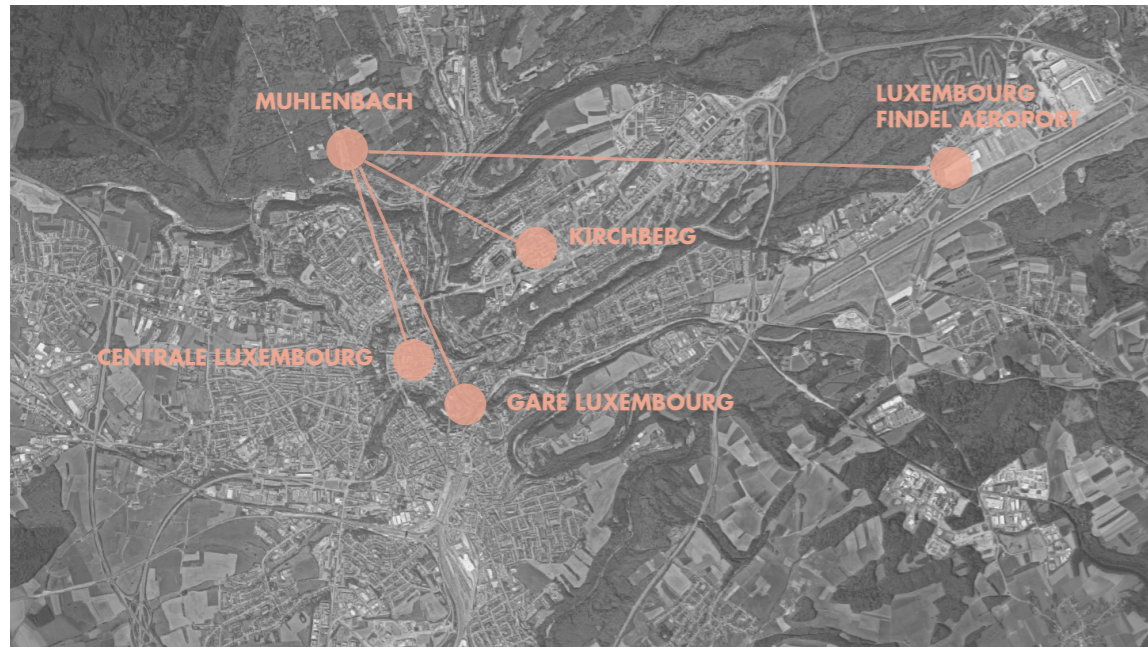 MUHLENBACH
LUXEMBOURG
FINDEL AEROPORT
KIRCHBERG
CENTRALE LUXEMBOURG
GARE LUXEMBOURG